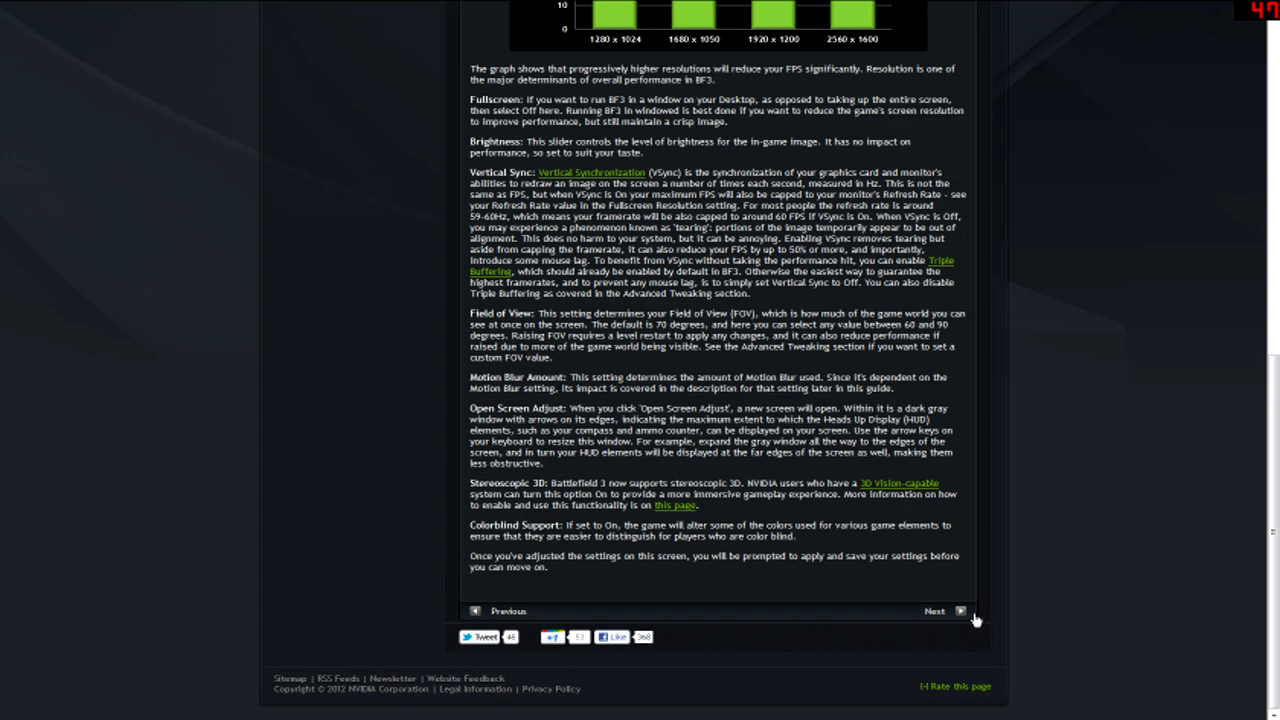 47
10
0
1280 x 1024 1680 x 1050 1920 x 1200 2560 x 1600
The graph shows that progressively higher resolutions will reduce your FPS significantly. Resolution is one of
the major determinants of overall performance in BF3.
Fullscreen: If you want to run BF3 in a window on your Desktop, as opposed to taking up the entire screen,
then select Off here. Running BF3 in windowed is best done if you want to reduce the game's screen resolution
to improve performance, but still maintain a crisp image.
Brightness: This slider controls the level of brightness for the in-game image. It has no impact on
performance, so set to suit your taste.
Vertical Sync: Vertical Synchronization (VSync) is the synchronization of your graphics card and monitor's
abilities to redraw an image on the screen a number of times each second, measured in Hz. This is not the
same as FPS, but when VSync is On your maximum FPS will also be capped to your monitor's Refresh Rate - see
your Refresh Rate value in the Fullscreen Resolution setting. For most people the refresh rate is around
59-60Hz, which means your framerate will be also capped to around 60 FPS if VSync is On. When VSync is Off,
you may experience a phenomenon known as 'tearing': portions of the image temporarily appear to be out of
alignment. This does no harm to your system, but it can be annoying. Enabling VSync removes tearing but
aside from capping the framerate, it can also reduce your FPS by up to 50% or more, and importantly,
introduce some mouse lag. To benefit from VSync without taking the performance hit, you can enable Triple
Buffering, which should already be enabled by default in BF3. Otherwise the easiest way to guarantee the
highest framerates, and to prevent any mouse lag, is to simply set Vertical Sync to Off. You can also disable
Triple Buffering as covered in the Advanced Tweaking section.
Field of View: This setting determines your Field of View (FOV), which is how much of the game world you can
see at once on the screen. The default is 70 degrees, and here you can select any value between 60 and 90
degrees. Raising FOV requires a level restart to apply any changes, and it can also reduce performance if
raised due to more of the game world being visible. See the Advanced Tweaking section if you want to set a
custom FOV value.
Motion Blur Amount: This setting determines the amount of Motion Blur used. Since it's dependent on the
Motion Blur setting, its impact is covered in the description for that setting later in this guide.
Open Screen Adjust: When you click 'Open Screen Adjust', a new screen will open. Within it is a dark gray
window with arrows on its edges, indicating the maximum extent to which the Heads Up Display (HUD)
elements, such as your compass and ammo counter, can be displayed on your screen. Use the arrow keys on
your keyboard to resize this window. For example, expand the gray window all the way to the edges of the
screen, and in turn your HUD elements will be displayed at the far edges of the screen as well, making them
less obstructive.
Stereoscopic 3D: Battlefield 3 now supports stereoscopic 3D. NVIDIA users who have a 3D Vision-capable
system can turn this option On to provide a more immersive gameplay experience. More information on how
to enable and use this functionality is on this page.
Colorblind Support: If set to On, the game will alter some of the colors used for various game elements to
ensure that they are easier to distinguish for players who are color blind.
Once you've adjusted the settings on this screen, you will be prompted to apply and save your settings before
you can move on.
Previous Next
Tweet 46 +1 53 Like 368
Sitemap | RSS Feeds | Newsletter | Website Feedback
Copyright © 2012 NVIDIA Corporation | Legal Information | Privacy Policy
[-] Rate this page